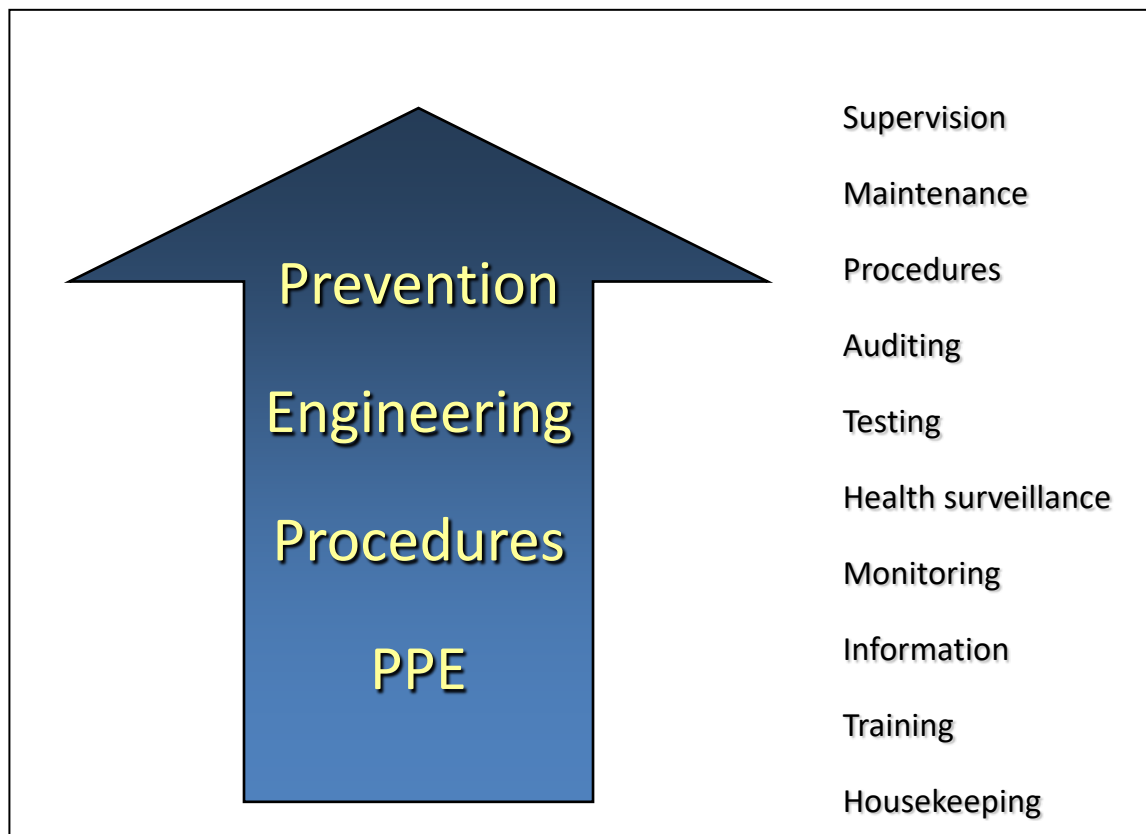 Prevention
Engineering
Procedures
PPE
Supervision
Maintenance
Procedures
Auditing
Testing
Health surveillance
Monitoring
Information
Training
Housekeeping